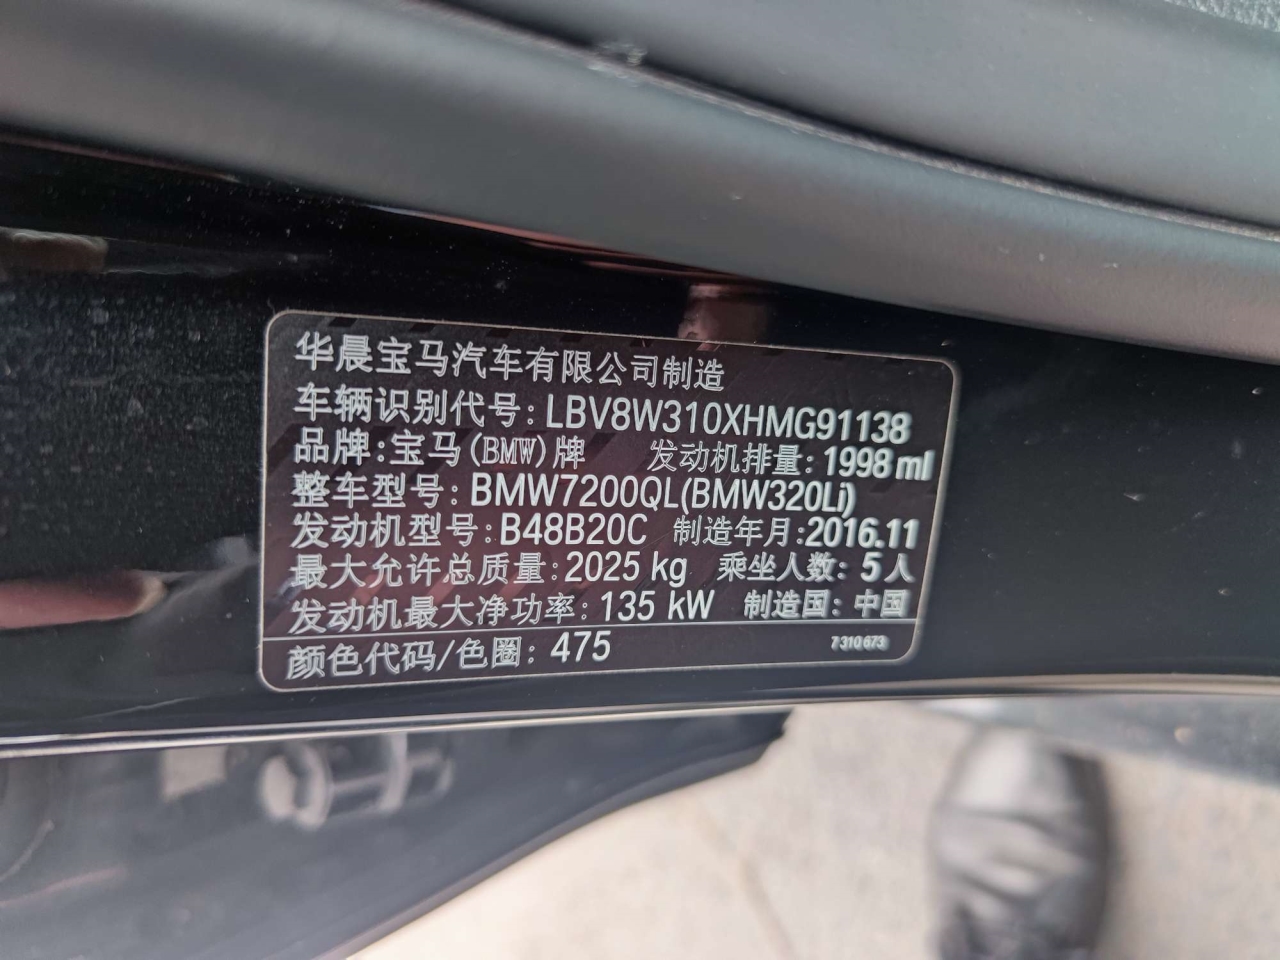 华晨宝马汽车有限公司制造
车辆识别代号: LBV8W310XHMG91138
品牌:宝马(BMW)牌 发动机排量: 1998 ml
整车型号: BMW7200QL(BMW320Li)
发动机型号: B48B20C 制造年月:2016.11
最大允许总质量: 2025 kg 乘坐人数: 5人
发动机最大净功率: 135 kW 制造国: 中国
颜色代码/色圈: 475 7 310 673